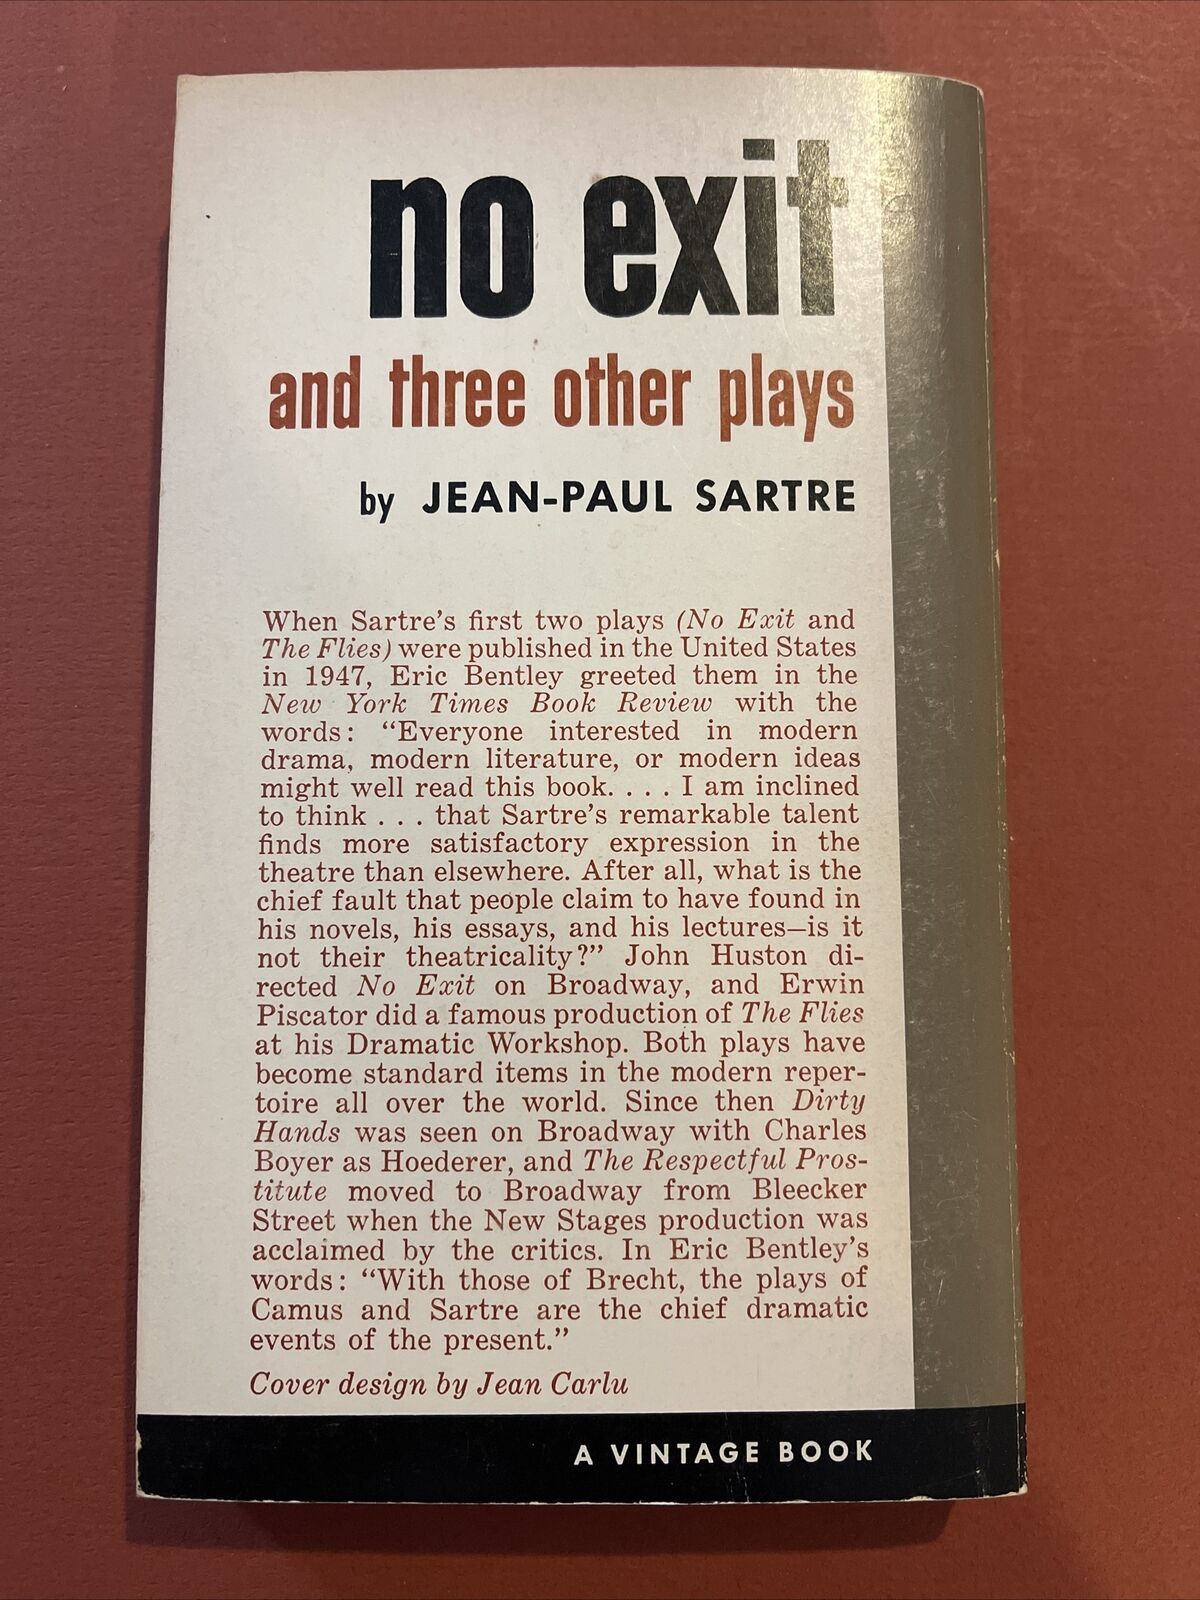 no exit
and three other plays
by JEAN-PAUL SARTRE
When Sartre's first two plays (No Exit and
The Flies) were published in the United States
in 1947, Eric Bentley greeted them in the
New York Times Book Review with the
words: "Everyone interested in modern
drama, modern literature, or modern ideas
might well read this book. . . . I am inclined
to think . . . that Sartre's remarkable talent
finds more satisfactory expression in the
theatre than elsewhere. After all, what is the
chief fault that people claim to have found in
his novels, his essays, and his lectures—is it
not their theatricality?" John Huston di-
rected No Exit on Broadway, and Erwin
Piscator did a famous production of The Flies
at his Dramatic Workshop. Both plays have
become standard items in the modern reper-
toire all over the world. Since then Dirty
Hands was seen on Broadway with Charles
Boyer as Hoederer, and The Respectful Pros-
titute moved to Broadway from Bleecker
Street when the New Stages production was
acclaimed by the critics. In Eric Bentley's
words: "With those of Brecht, the plays of
Camus and Sartre are the chief dramatic
events of the present."
Cover design by Jean Carlu
A VINTAGE BOOK